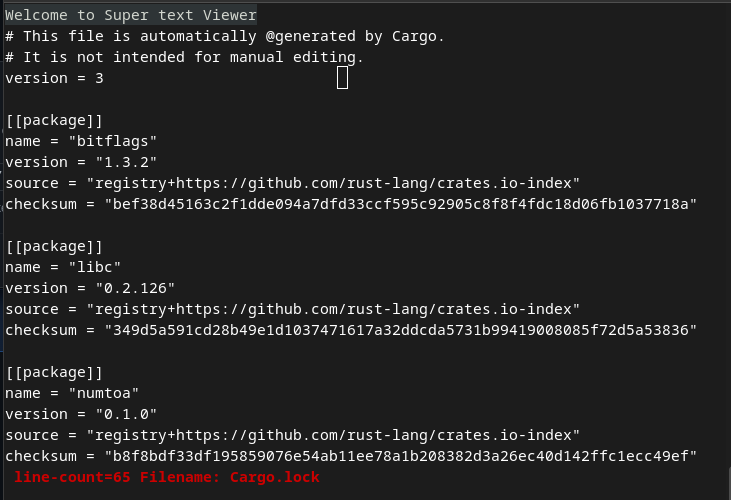 Welcome to Super text Viewer
# This file is automatically @generated by Cargo.
# It is not intended for manual editing.
version = 3
[[package]]
name = "bitflags"
version = "1.3.2"
source = "registry+https://github.com/rust-lang/crates.io-index"
checksum = "bef38d45163c2f1dde094a7dfd33ccf595c92905c8f8f4fdc18d06fb1037718a"
[[package]]
name = "libc"
version = "0.2.126"
source = "registry+https://github.com/rust-lang/crates.io-index"
checksum = "349d5a591cd28b49e1d1037471617a32ddcda5731b99419008085f72d5a53836"
[[package]]
name = "numtoa"
version = "0.1.0"
source = "registry+https://github.com/rust-lang/crates.io-index"
checksum = "b8f8bdf33df195859076e54ab11ee78a1b208382d3a26ec40d142ffc1ecc49ef"
line-count=65 Filename: Cargo.lock